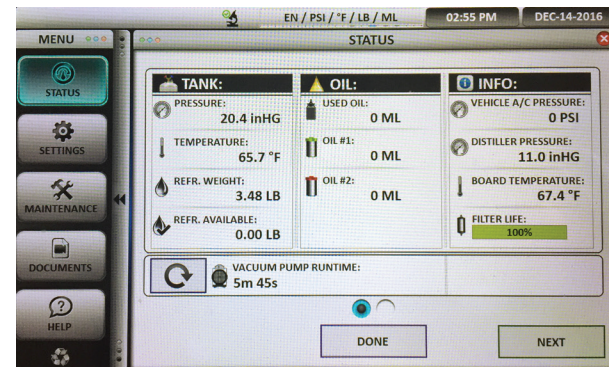 EN / PSI / °F / LB / ML
02:55 PM
DEC-14-2016
MENU
STATUS
STATUS
SETTINGS
MAINTENANCE
DOCUMENTS
HELP
TANK:
PRESSURE:
20.4 inHG
TEMPERATURE:
65.7 °F
REFR. WEIGHT:
3.48 LB
REFR. AVAILABLE:
0.00 LB
OIL:
USED OIL:
0 ML
OIL #1:
0 ML
OIL #2:
0 ML
INFO:
VEHICLE A/C PRESSURE:
0 PSI
DISTILLER PRESSURE:
11.0 inHG
BOARD TEMPERATURE:
67.4 °F
FILTER LIFE:
100%
VACUUM PUMP RUNTIME:
5m 45s
DONE
NEXT